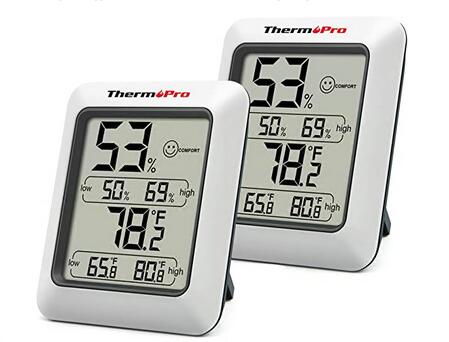 ThermoPro
53%
COMFORT
low 50% 69% high
78.2°F
low 65.8°F 80.8°F high
ThermoPro
53%
COMFORT
50% 69% high
78.2°F
65.8°F 80.8°F high